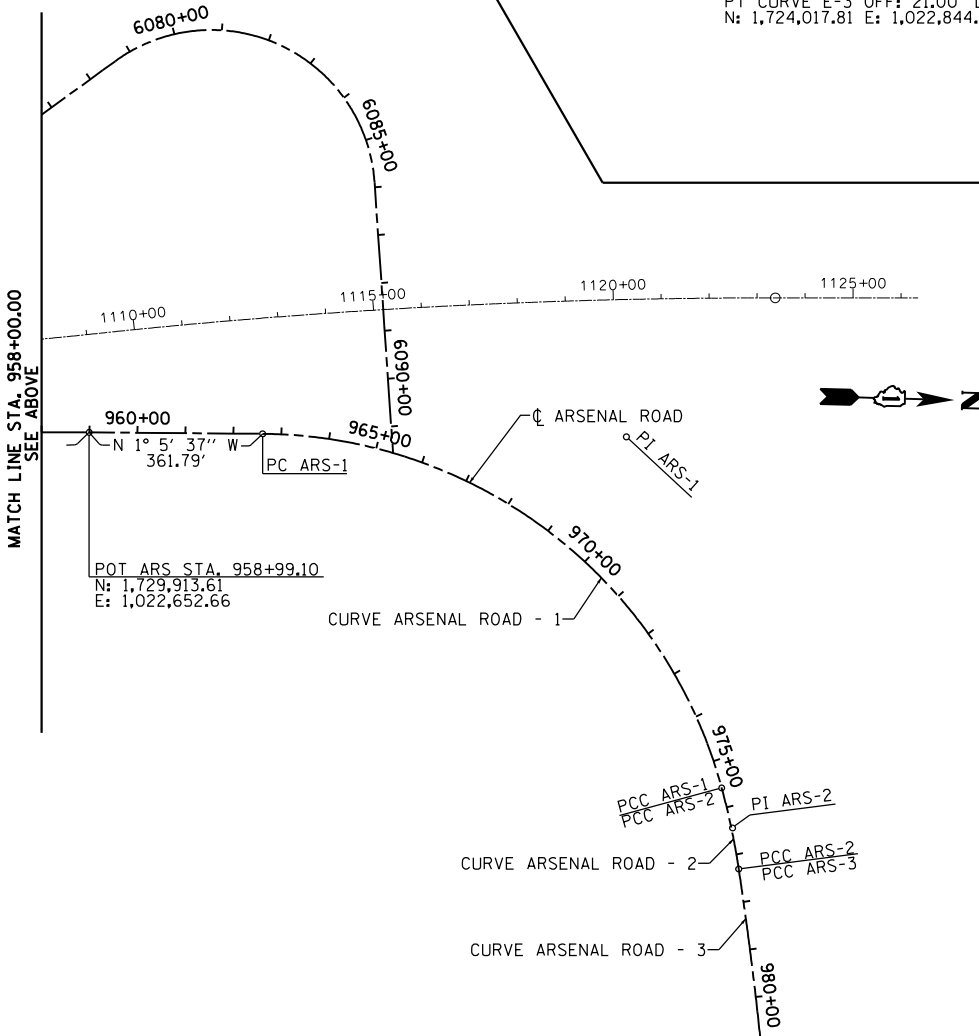 PT CURVE E-3 OFF: 21.00'
N: 1,724,017.81 E: 1,022,844.
6080+00
6085+00
1110+00
1115+00
1120+00
1125+00
MATCH LINE STA. 958+00.00
SEE ABOVE
6090+00
N
960+00
965+00
℄ ARSENAL ROAD
N 1° 5' 37'' W
361.79'
PC ARS-1
PI ARS-1
970+00
POT ARS STA. 958+99.10
N: 1,729,913.61
E: 1,022,652.66
CURVE ARSENAL ROAD - 1
975+00
PCC ARS-1
PCC ARS-2
PI ARS-2
CURVE ARSENAL ROAD - 2
PCC ARS-2
PCC ARS-3
CURVE ARSENAL ROAD - 3
980+00